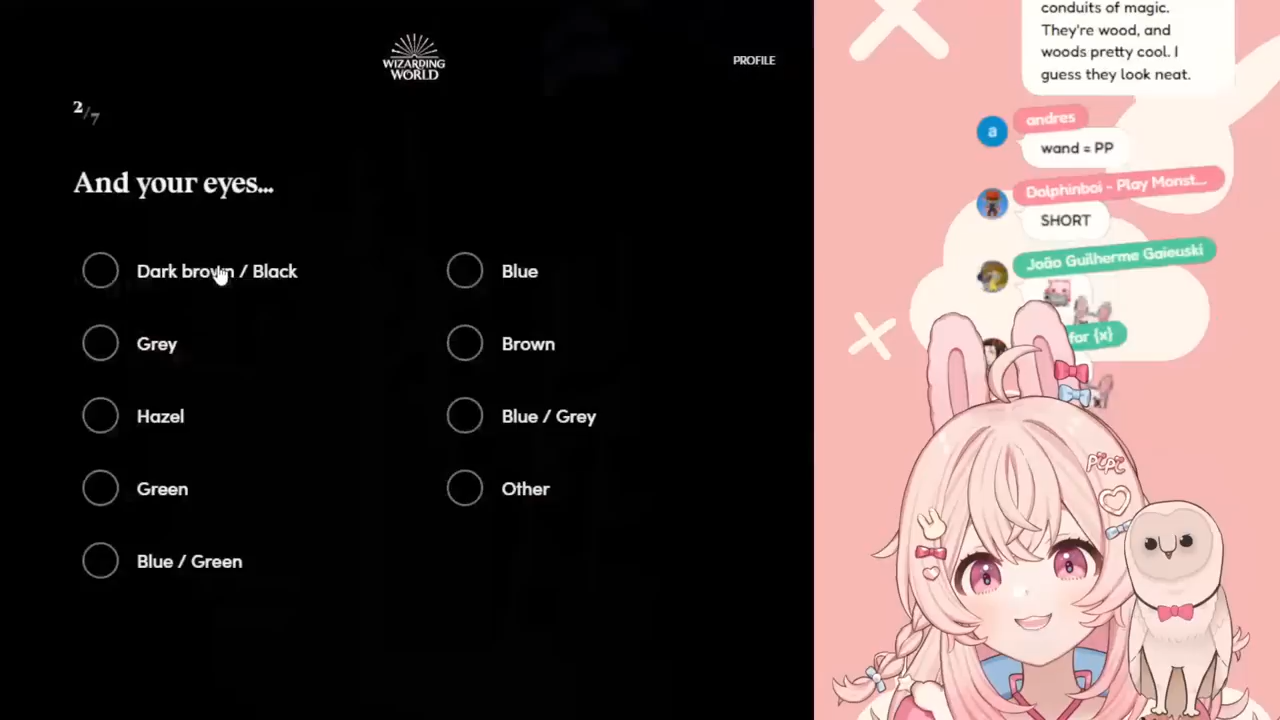 WIZARDING
WORLD
PROFILE
2/7
And your eyes...
Dark brown / Black
Grey
Hazel
Green
Blue / Green
Blue
Brown
Blue / Grey
Other
conduits of magic.
They're wood, and
woods pretty cool. I
guess they look neat.
a
andres
wand = PP
Dolphinboi - Play Monst...
SHORT
João Guilherme Gaieuski
for {x}
PiPi